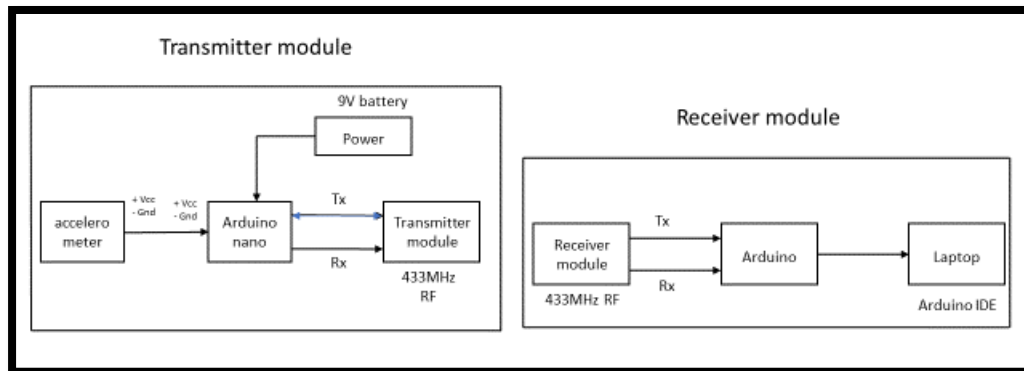 Transmitter module
9V battery
Power
accelero
meter
+ Vcc
- Gnd
+ Vcc
- Gnd
Arduino
nano
Tx
Rx
Transmitter
module
433MHz
RF
Receiver module
Receiver
module
433MHz RF
Tx
Rx
Arduino
Laptop
Arduino IDE